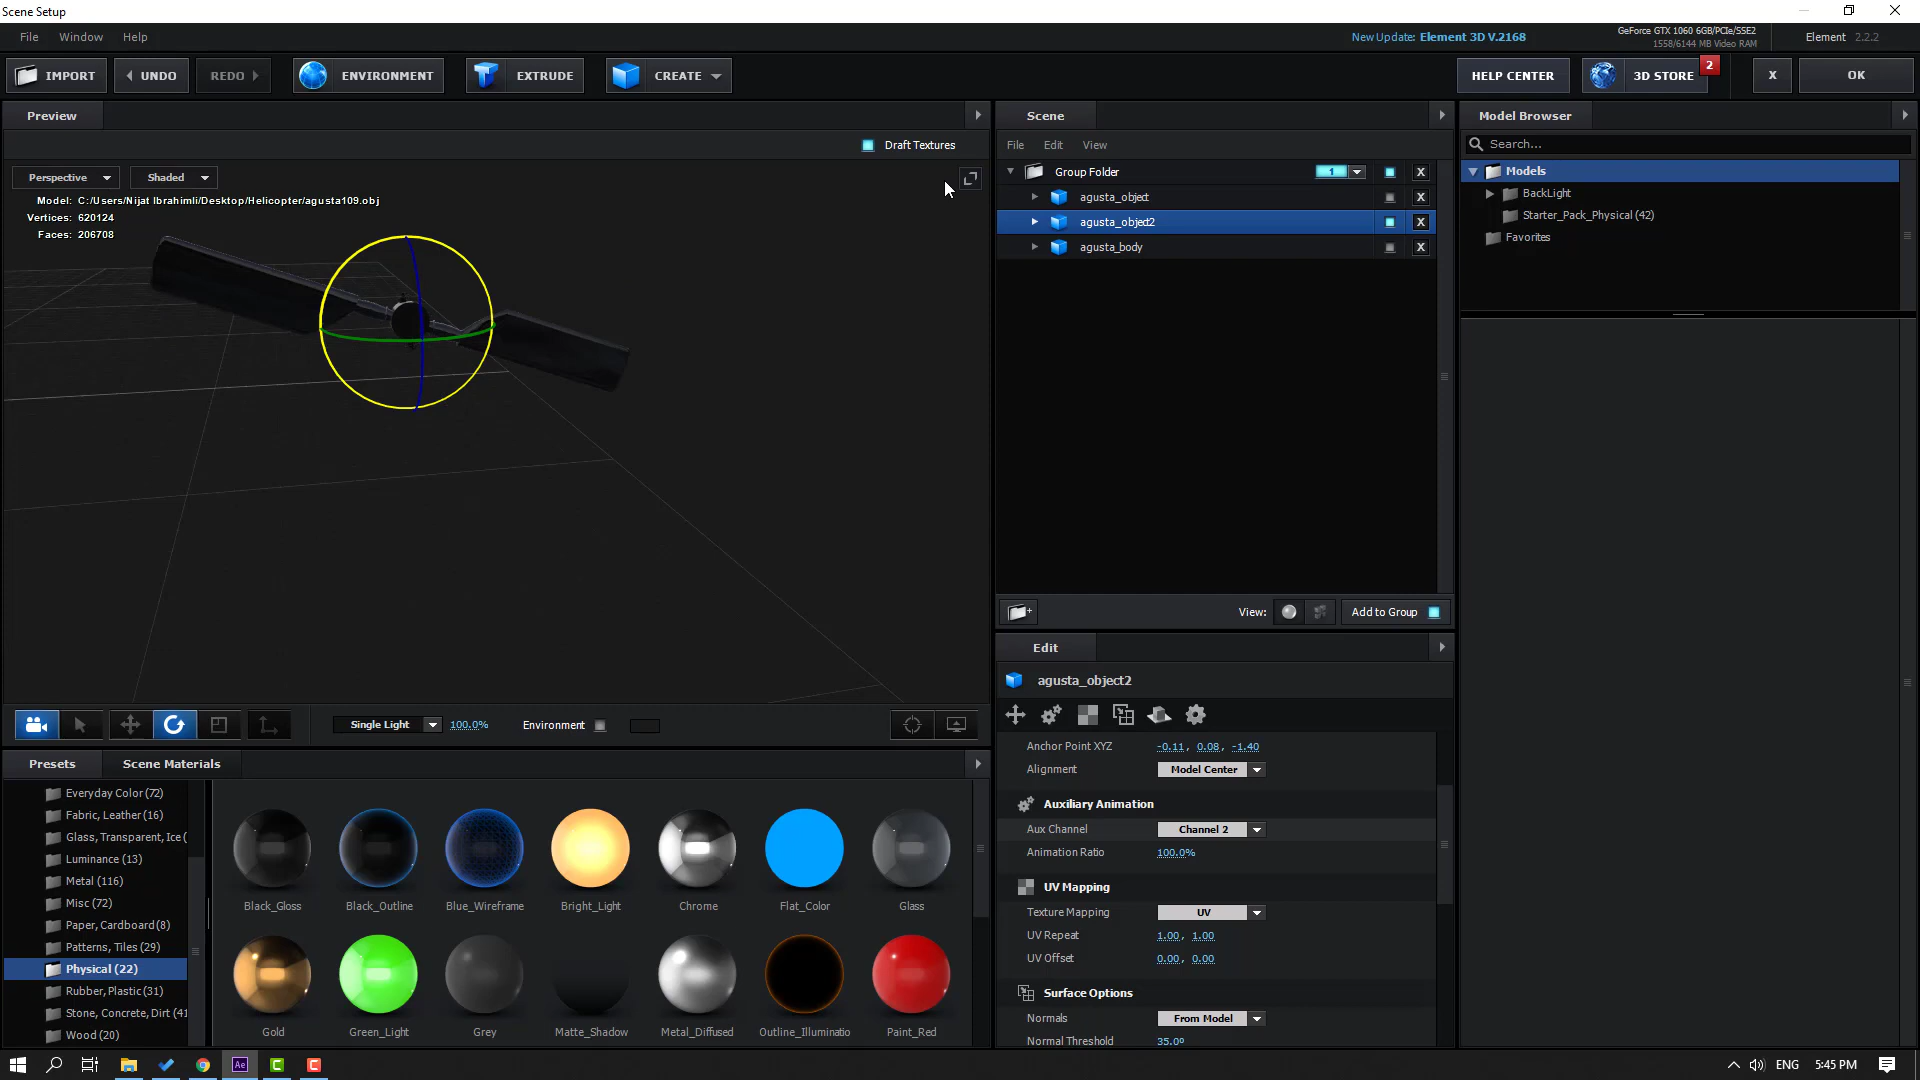 Scene Setup
File Window Help
New Update: Element 3D V.2168
GeForce GTX 1060 6GB/PCIe/SSE2
1558/6144 MB Video RAM
Element 2.2.2
IMPORT
UNDO
REDO
ENVIRONMENT
EXTRUDE
CREATE
HELP CENTER
3D STORE
2
X
OK
Preview
Draft Textures
Perspective
Shaded
Model: C:/Users/Nijat Ibrahimli/Desktop/Helicopter/agusta109.obj
Vertices: 620124
Faces: 206708
Single Light
100.0%
Environment
Presets
Scene Materials
Everyday Color (72)
Fabric, Leather (16)
Glass, Transparent, Ice (
Luminance (13)
Metal (116)
Misc (72)
Paper, Cardboard (8)
Patterns, Tiles (29)
Physical (22)
Rubber, Plastic (31)
Stone, Concrete, Dirt (41
Wood (20)
Black_Gloss
Black_Outline
Blue_Wireframe
Bright_Light
Chrome
Flat_Color
Glass
Gold
Green_Light
Grey
Matte_Shadow
Metal_Diffused
Outline_Illuminatio
Paint_Red
Scene
File Edit View
Group Folder
1
X
agusta_object
X
agusta_object2
X
agusta_body
X
View:
Add to Group
Edit
agusta_object2
Anchor Point XYZ -0.11, 0.08, -1.40
Alignment Model Center
Auxiliary Animation
Aux Channel Channel 2
Animation Ratio 100.0%
UV Mapping
Texture Mapping UV
UV Repeat 1.00, 1.00
UV Offset 0.00, 0.00
Surface Options
Normals From Model
Normal Threshold 35.0º
Model Browser
Search...
Models
BackLight
Starter_Pack_Physical (42)
Favorites
Ae
C
C
ENG
5:45 PM